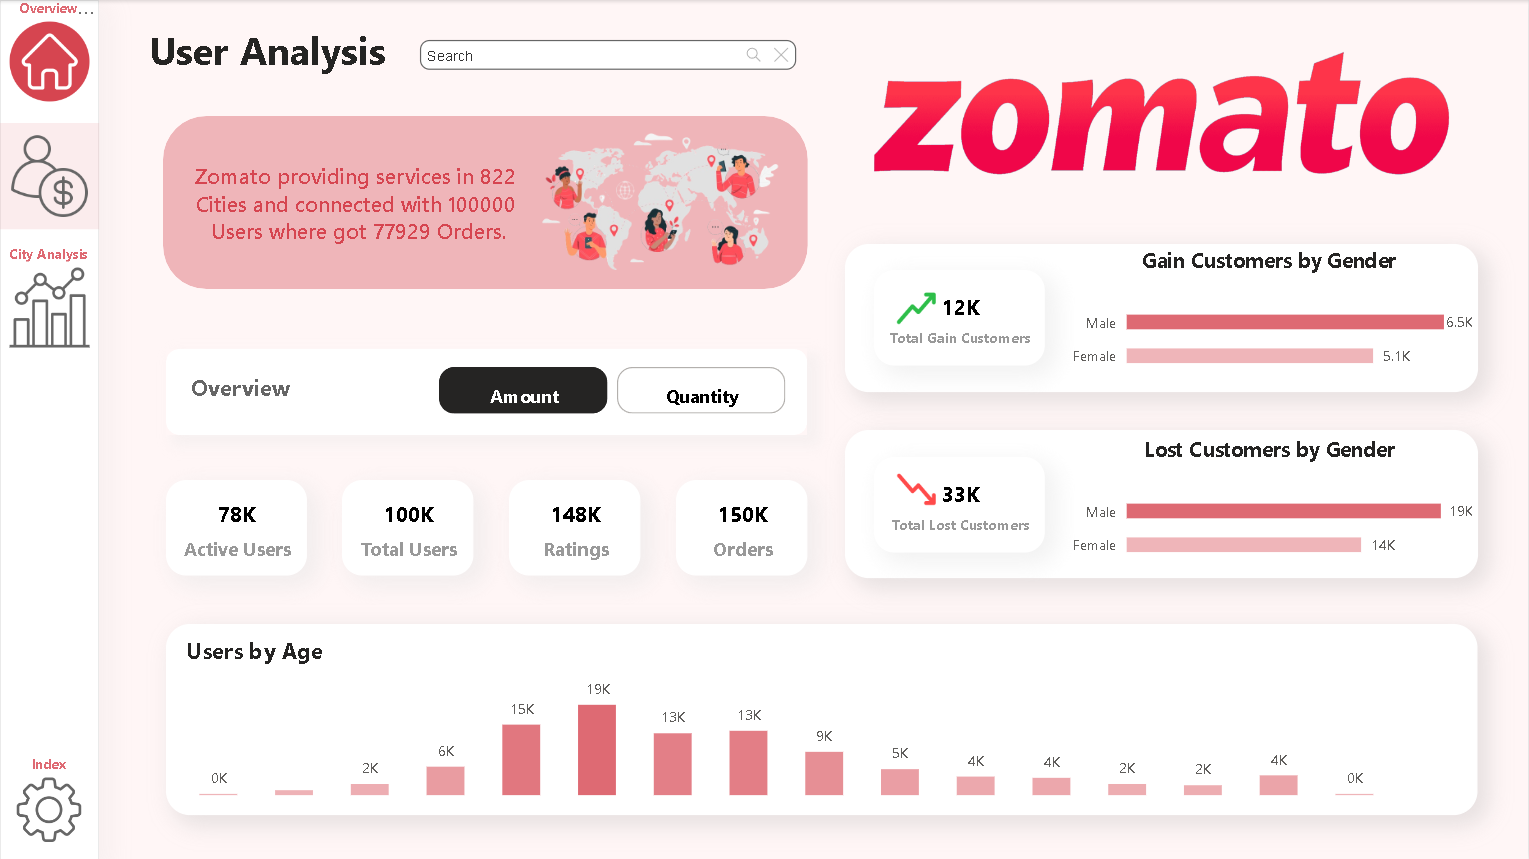 Overview...
User Analysis
Search
zomato
Zomato providing services in 822
Cities and connected with 100000
Users where got 77929 Orders.
$
City Analysis
Gain Customers by Gender
12K
Total Gain Customers
Male
6.5K
Female
5.1K
Overview
Amount
Quantity
Lost Customers by Gender
33K
Total Lost Customers
Male
19K
Female
14K
78K
Active Users
100K
Total Users
148K
Ratings
150K
Orders
Users by Age
0K
2K
6K
15K
19K
13K
13K
9K
5K
4K
4K
2K
2K
4K
0K
Index